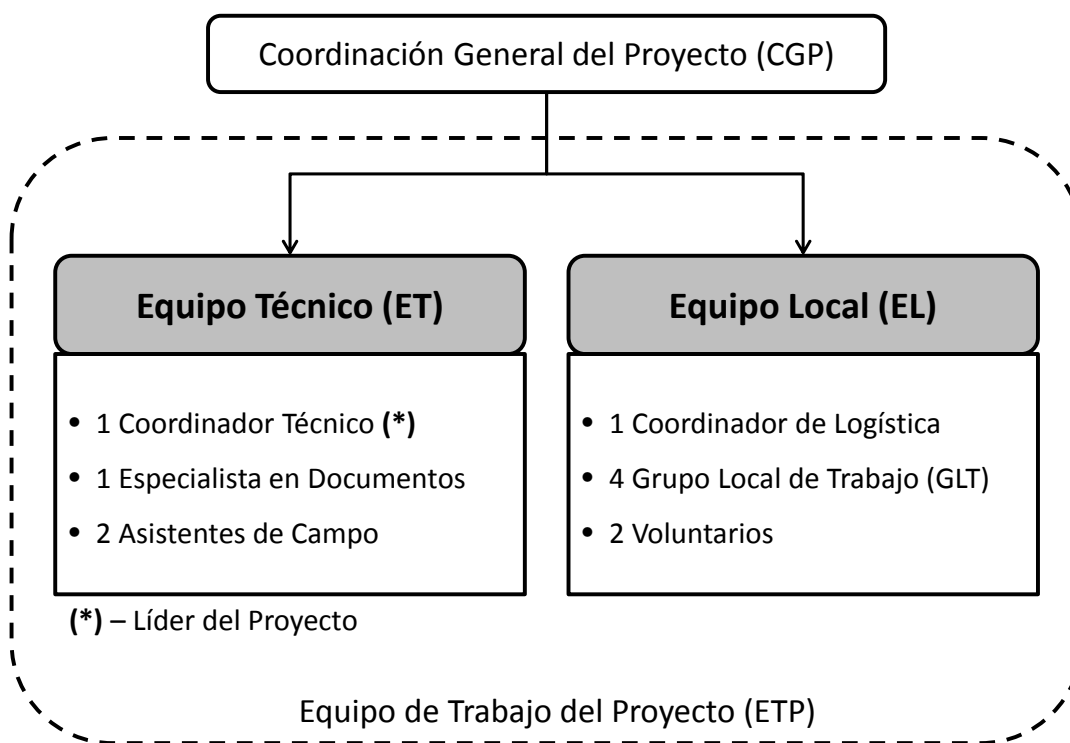 Coordinación General del Proyecto (CGP)
Equipo Técnico (ET)
• 1 Coordinador Técnico (*)
• 1 Especialista en Documentos
• 2 Asistentes de Campo
(*) – Líder del Proyecto
Equipo Local (EL)
• 1 Coordinador de Logística
• 4 Grupo Local de Trabajo (GLT)
• 2 Voluntarios
Equipo de Trabajo del Proyecto (ETP)